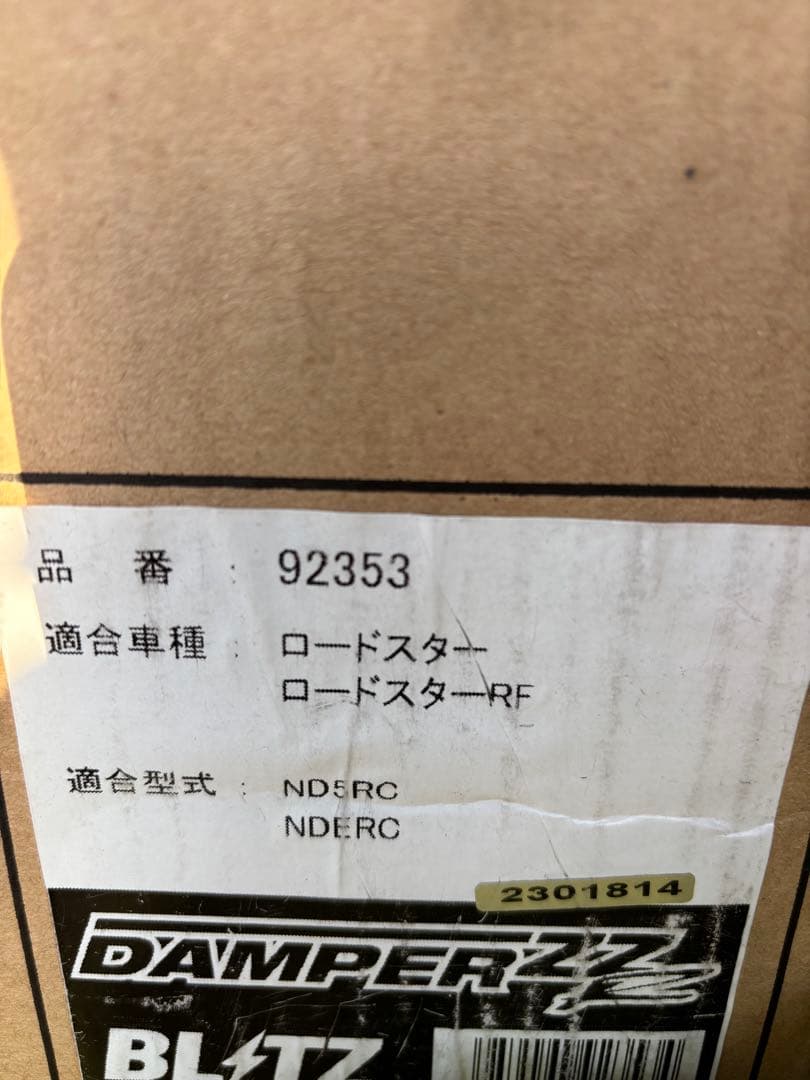 品 番 : 92353
適合車種 : ロードスター
ロードスターRF
適合型式 : ND5RC
NDERC
2301814
DAMPER ZZ-R
BLITZ